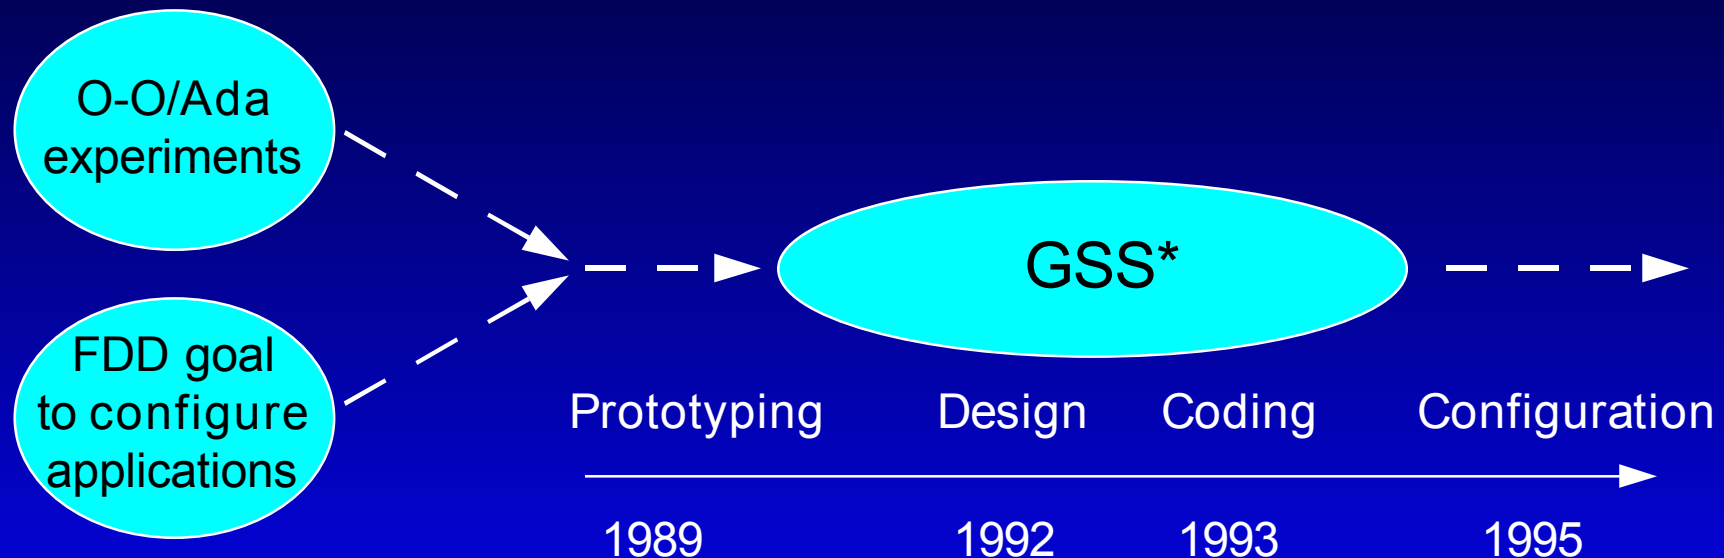 O-O/Ada
experiments
FDD goal
to configure
applications
GSS*
Prototyping Design Coding Configuration
1989 1992 1993 1995